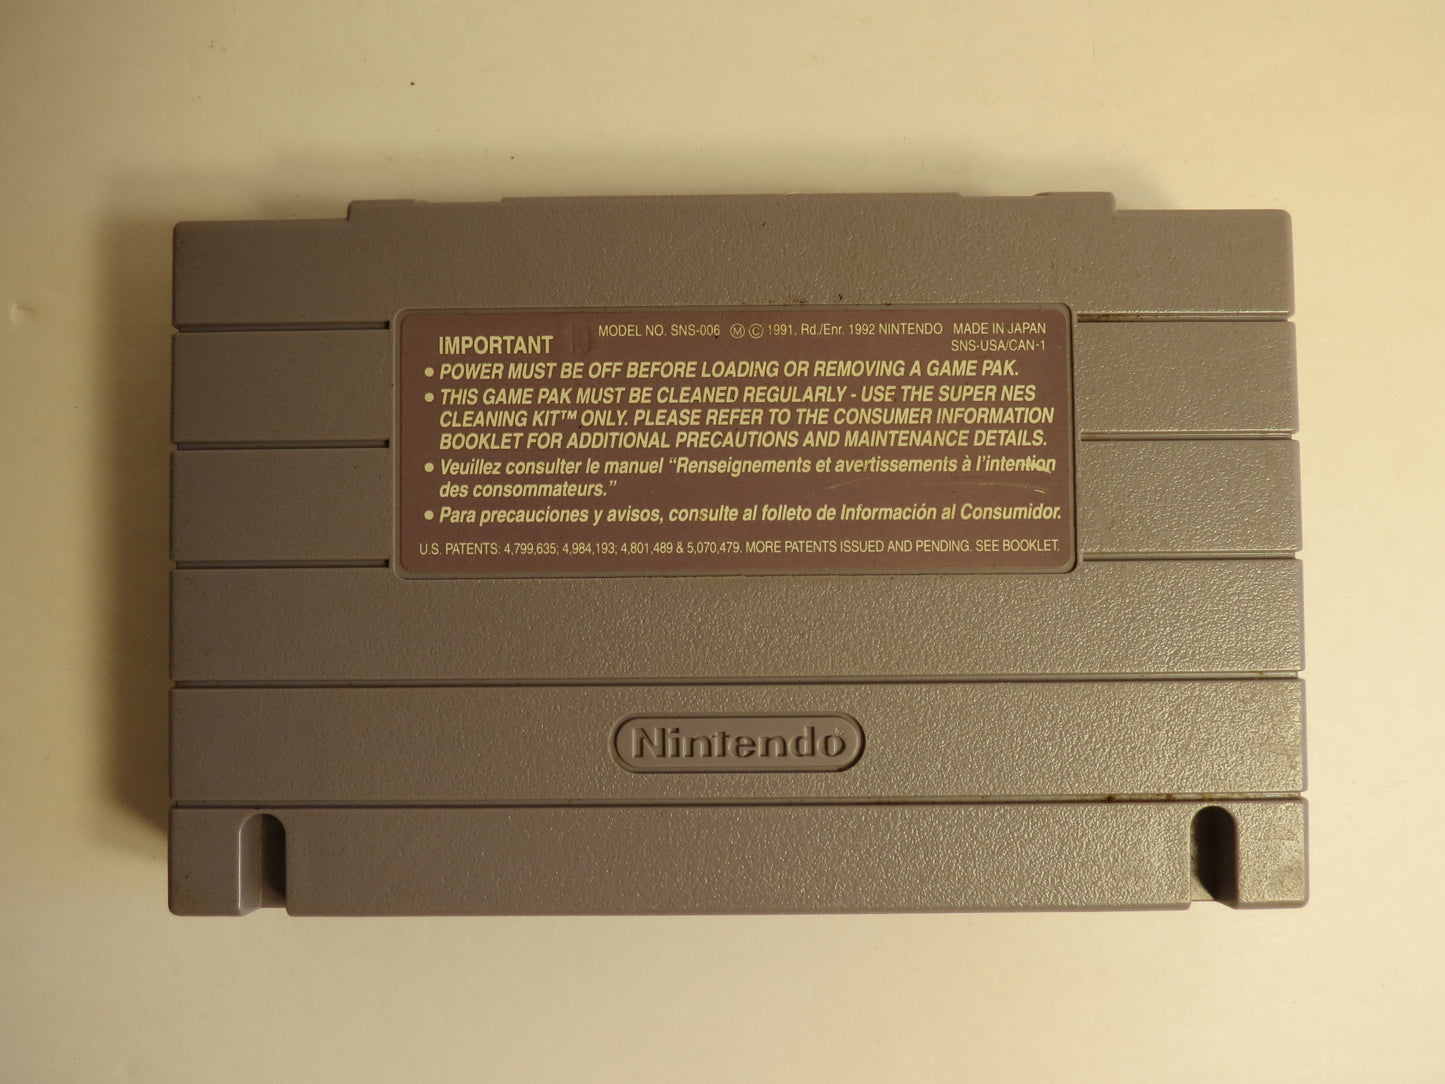 MODEL NO. SNS-006 Ⓜ © 1991, Rd./Enr. 1992 NINTENDO MADE IN JAPAN
IMPORTANT 10 SNS-USA/CAN-1
• POWER MUST BE OFF BEFORE LOADING OR REMOVING A GAME PAK.
• THIS GAME PAK MUST BE CLEANED REGULARLY - USE THE SUPER NES
CLEANING KIT™ ONLY. PLEASE REFER TO THE CONSUMER INFORMATION
BOOKLET FOR ADDITIONAL PRECAUTIONS AND MAINTENANCE DETAILS.
• Veuillez consulter le manuel “Renseignements et avertissements à l’intention
des consommateurs.”
• Para precauciones y avisos, consulte al folleto de Información al Consumidor.
U.S. PATENTS: 4,799,635; 4,984,193; 4,801,489 & 5,070,479. MORE PATENTS ISSUED AND PENDING. SEE BOOKLET.
Nintendo